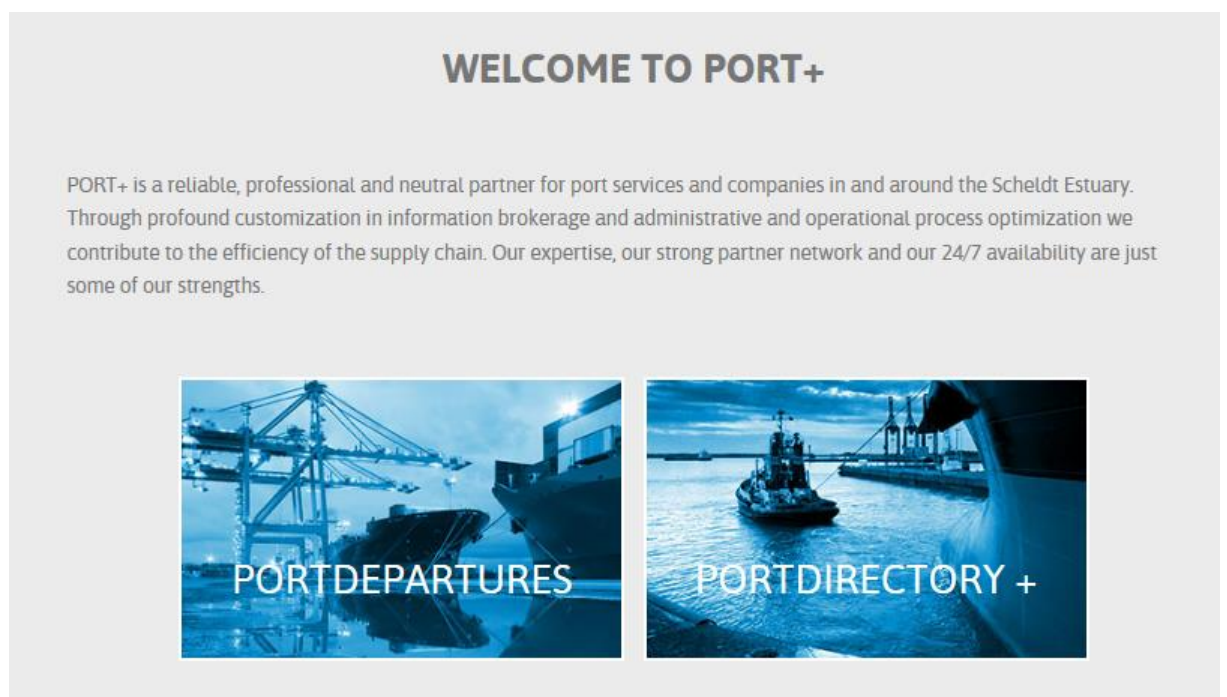 WELCOME TO PORT+
PORT+ is a reliable, professional and neutral partner for port services and companies in and around the Scheldt Estuary.
Through profound customization in information brokerage and administrative and operational process optimization we
contribute to the efficiency of the supply chain. Our expertise, our strong partner network and our 24/7 availability are just
some of our strengths.
PORTDEPARTURES
PORTDIRECTORY +